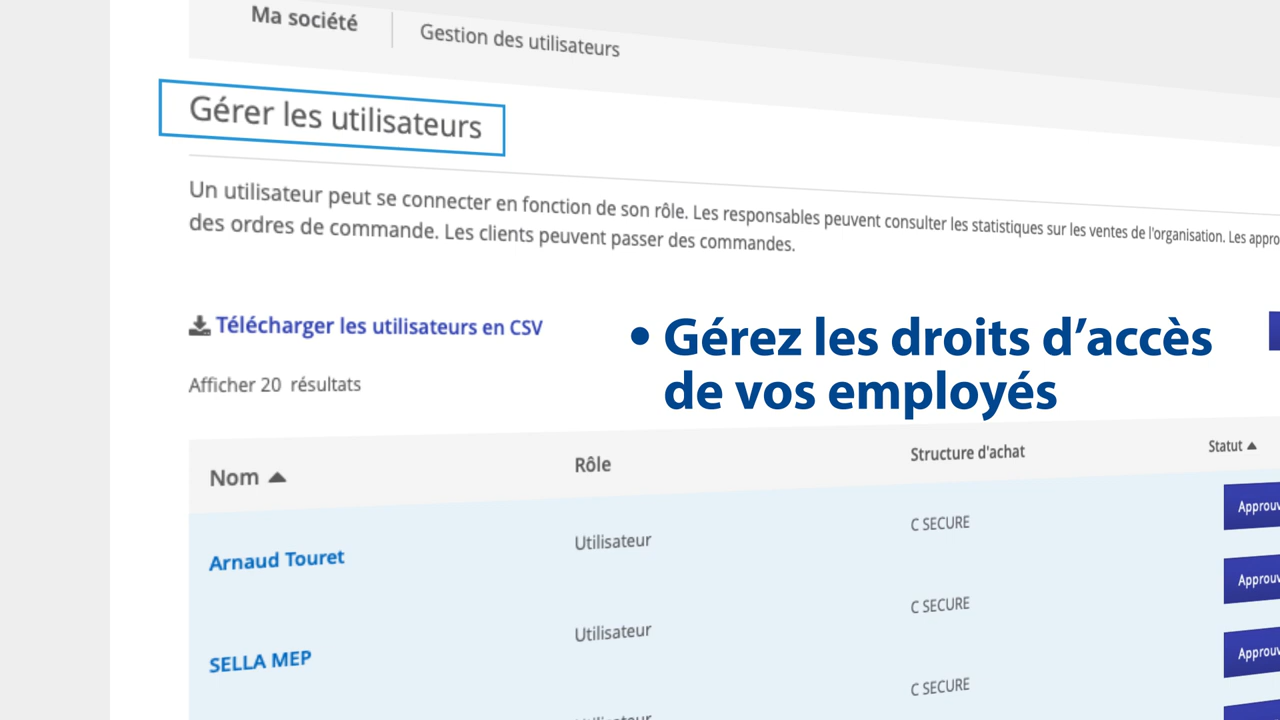 Ma société
Gestion des utilisateurs
Gérer les utilisateurs
Un utilisateur peut se connecter en fonction de son rôle. Les responsables peuvent consulter les statistiques sur les ventes de l'organisation. Les
des ordres de commande. Les clients peuvent passer des commandes.
Télécharger les utilisateurs en CSV
• Gérez les droits d’accès
de vos employés
Afficher 20 résultats
Nom ▲ Rôle Structure d'achat Statut ▲
Arnaud Touret Utilisateur C SECURE
SELLA MEP Utilisateur C SECURE
C SECURE